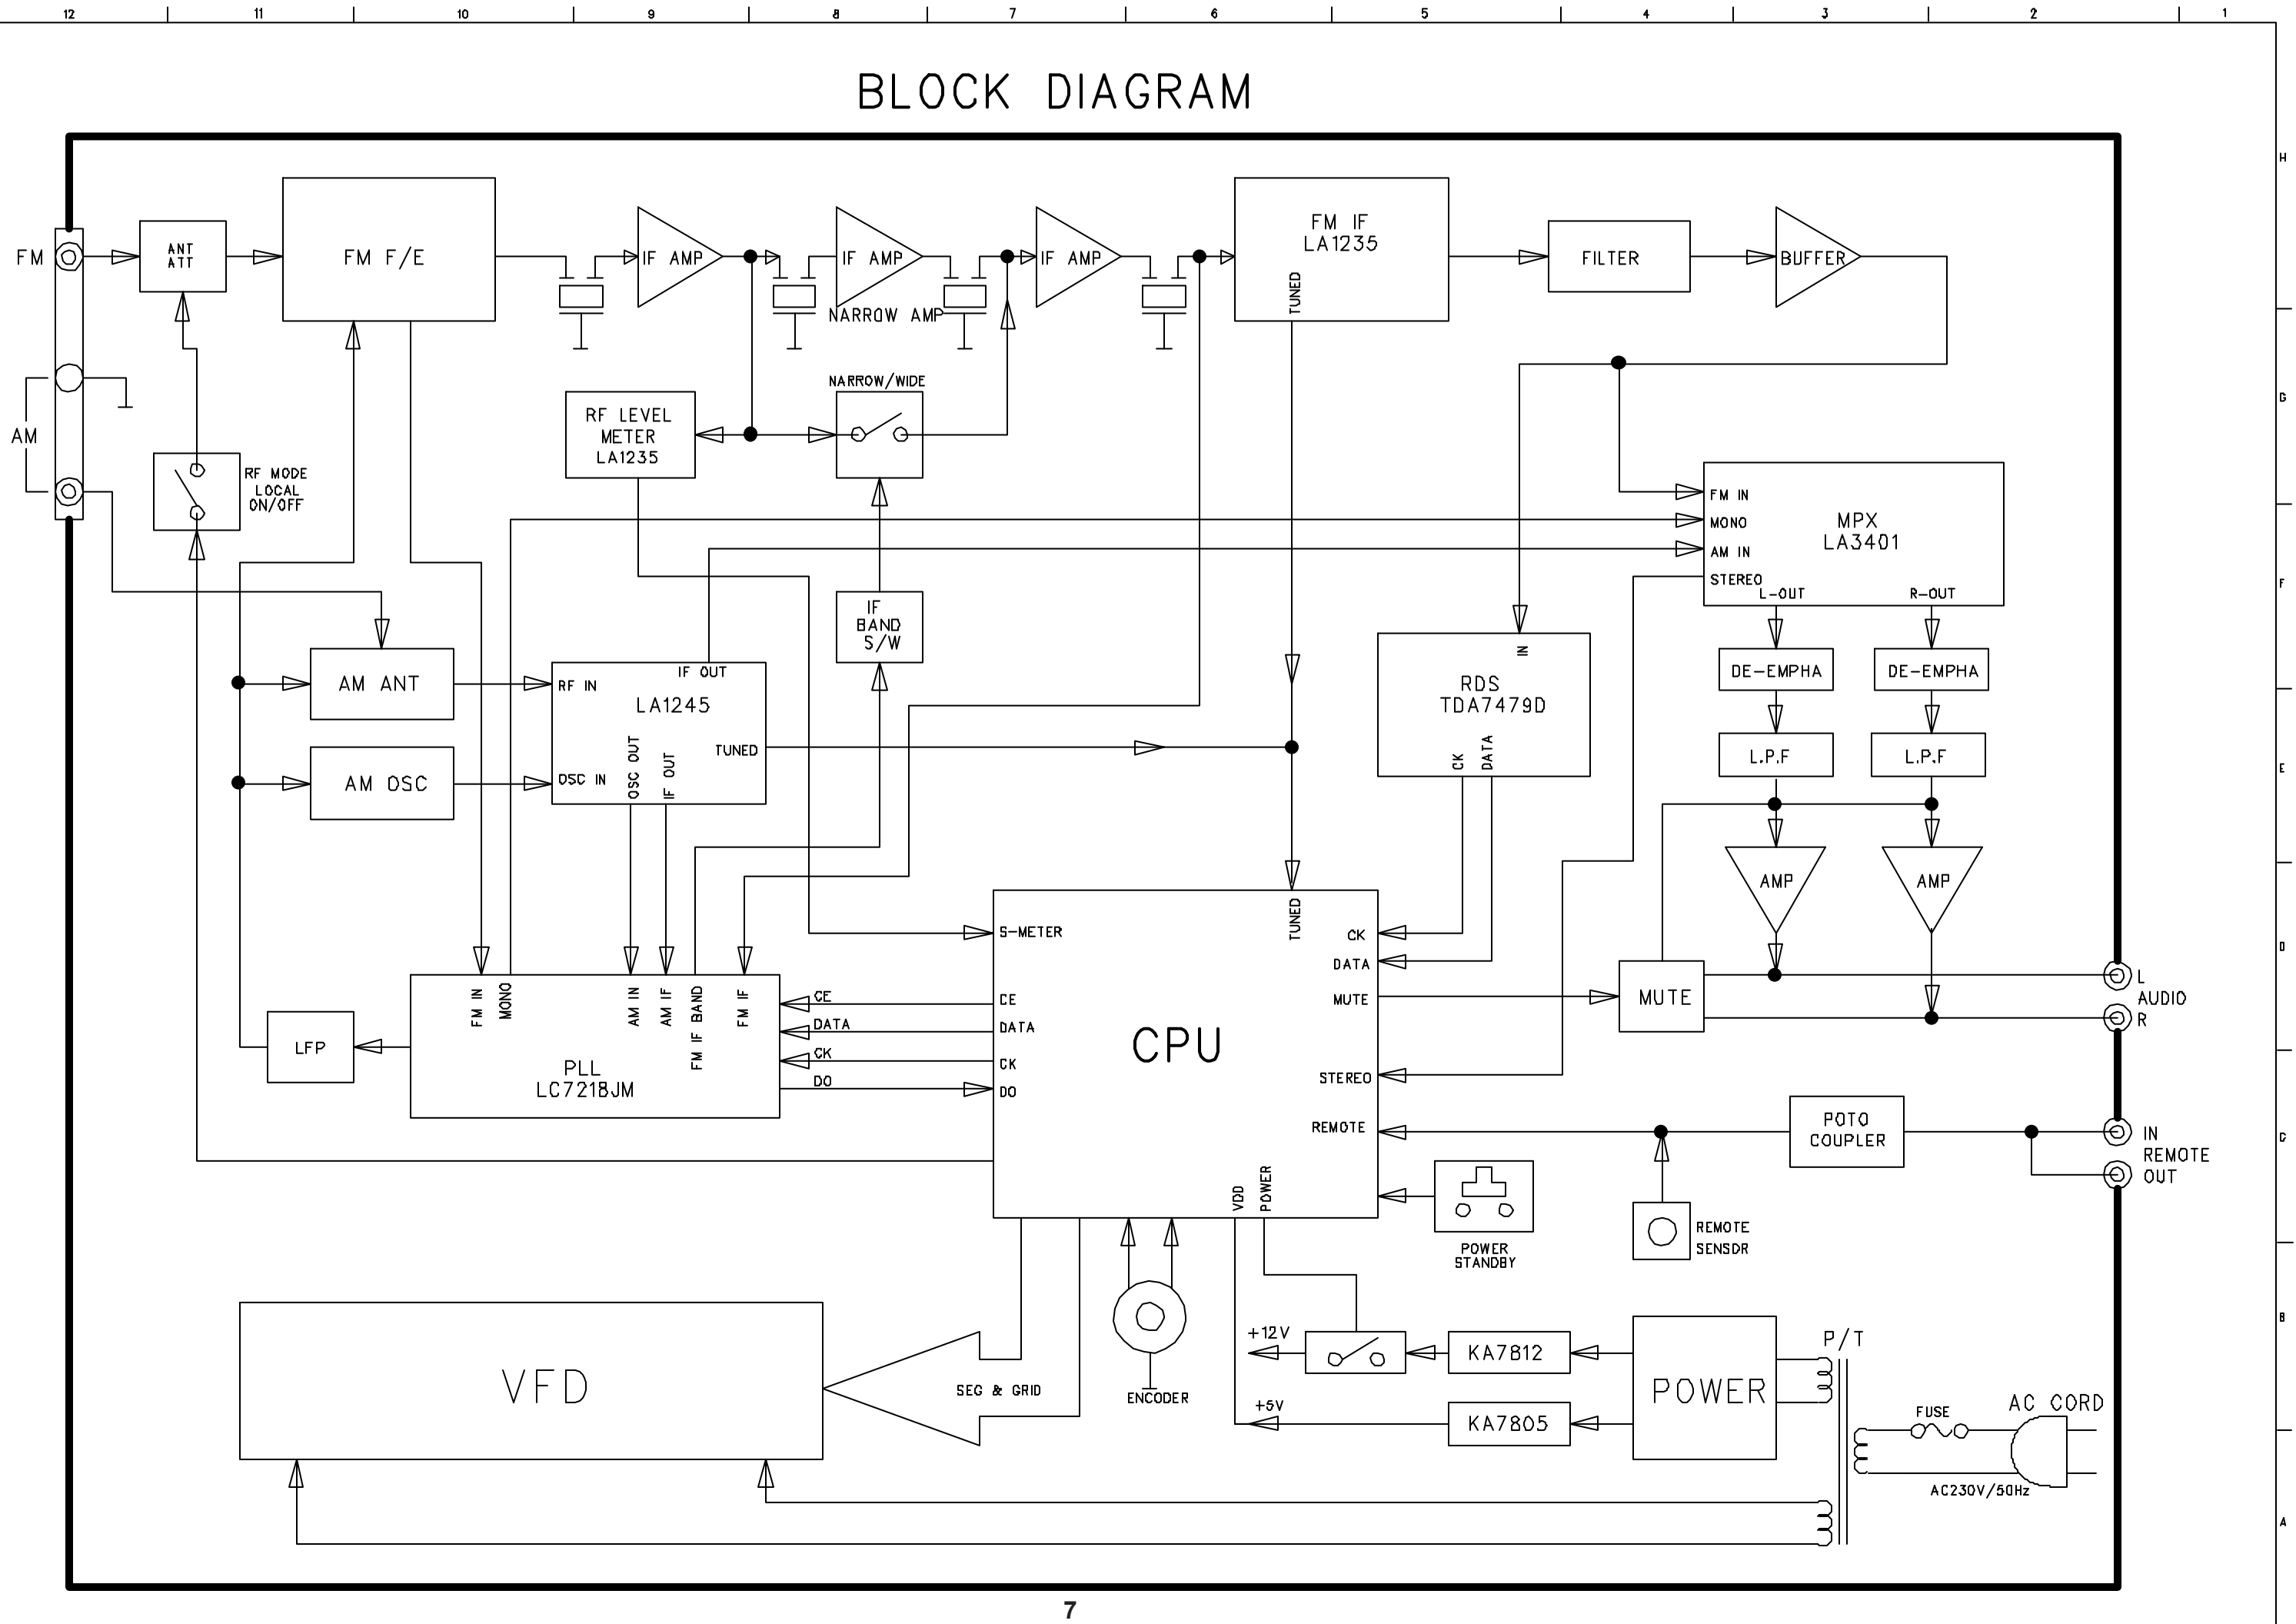 12 11 10 9 8 7 6 5 4 3 2 1
BLOCK DIAGRAM
H
G
F
E
D
C
B
A
FM
AM
ANT
ATT
FM F/E
IF AMP
IF AMP
NARROW AMP
IF AMP
FM IF
LA1235
TUNED
FILTER
BUFFER
RF MODE
LOCAL
ON/OFF
RF LEVEL
METER
LA1235
NARROW/WIDE
IF
BAND
S/W
FM IN
MONO
AM IN
STEREO
MPX
LA3401
L-OUT
R-OUT
DE-EMPHA
DE-EMPHA
L.P.F
L.P.F
AMP
AMP
AM ANT
AM OSC
RF IN
IF OUT
LA1245
TUNED
OSC IN
OSC OUT
IF OUT
IN
RDS
TDA7479D
CK
DATA
LFP
FM IN
MONO
AM IN
AM IF
FM IF BAND
FM IF
PLL
LC7218JM
CE
DATA
CK
DO
S-METER
CE
DATA
CK
DO
TUNED
CPU
CK
DATA
MUTE
STEREO
REMOTE
VDD
POWER
MUTE
L
AUDIO
R
POTO
COUPLER
IN
REMOTE
OUT
REMOTE
SENSOR
POWER
STANDBY
VFD
SEG & GRID
ENCODER
+12V
+5V
KA7812
KA7805
POWER
P/T
FUSE
AC CORD
AC230V/50Hz
7